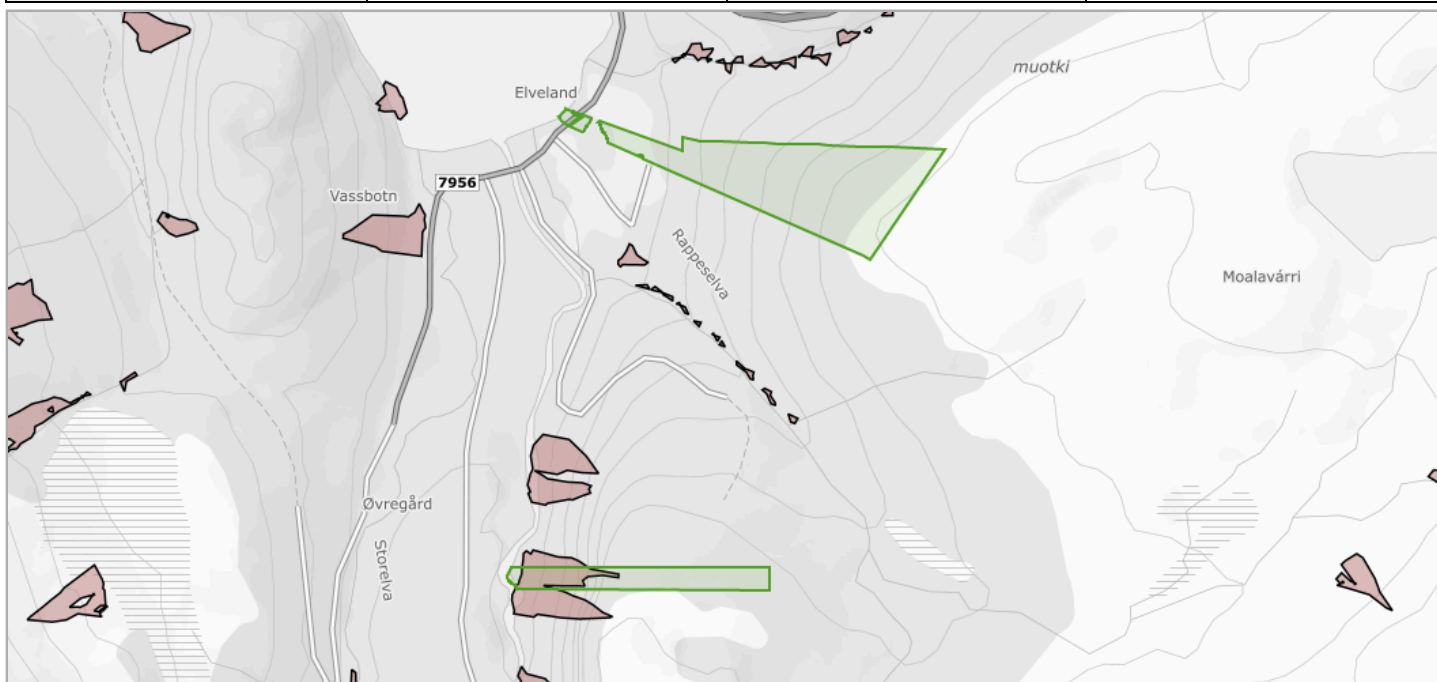 muotki
Elveland
7956
Vassbotn
Rappeselva
Moalavárri
Øvregård
Storelva